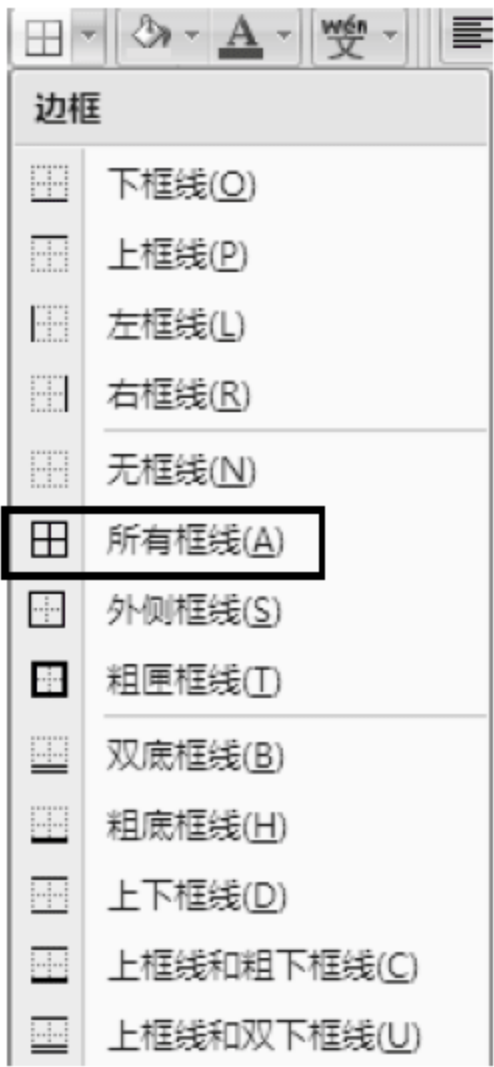 A wén 文
边框
下框线(O)
上框线(P)
左框线(L)
右框线(R)
无框线(N)
所有框线(A)
外侧框线(S)
粗匣框线(T)
双底框线(B)
粗底框线(H)
上下框线(D)
上框线和粗下框线(C)
上框线和双下框线(U)